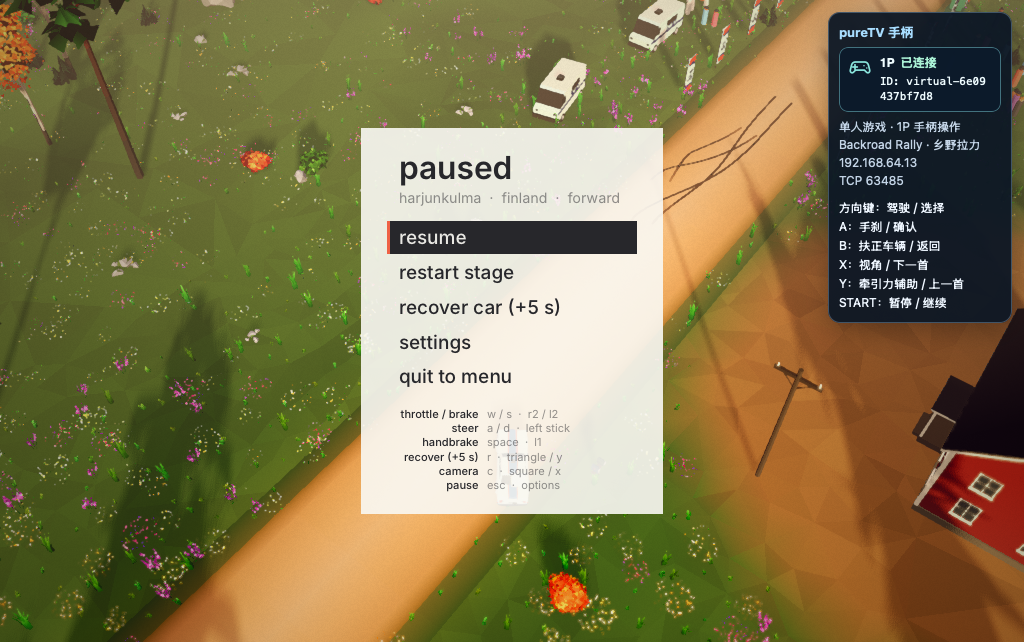 paused
harjunkulma · finland · forward
resume
restart stage
recover car (+5 s)
settings
quit to menu
throttle / brake w / s · r2 / l2
steer a / d · left stick
handbrake space · l1
recover (+5 s) r · triangle / y
camera c · square / x
pause esc · options
pureTV 手柄
1P 已连接
ID: virtual-6e09
437bf7d8
单人游戏 · 1P 手柄操作
Backroad Rally · 乡野拉力
192.168.64.13
TCP 63485
方向键：驾驶 / 选择
A：手刹 / 确认
B：扶正车辆 / 返回
X：视角 / 下一首
Y：牵引力辅助 / 上一首
START：暂停 / 继续